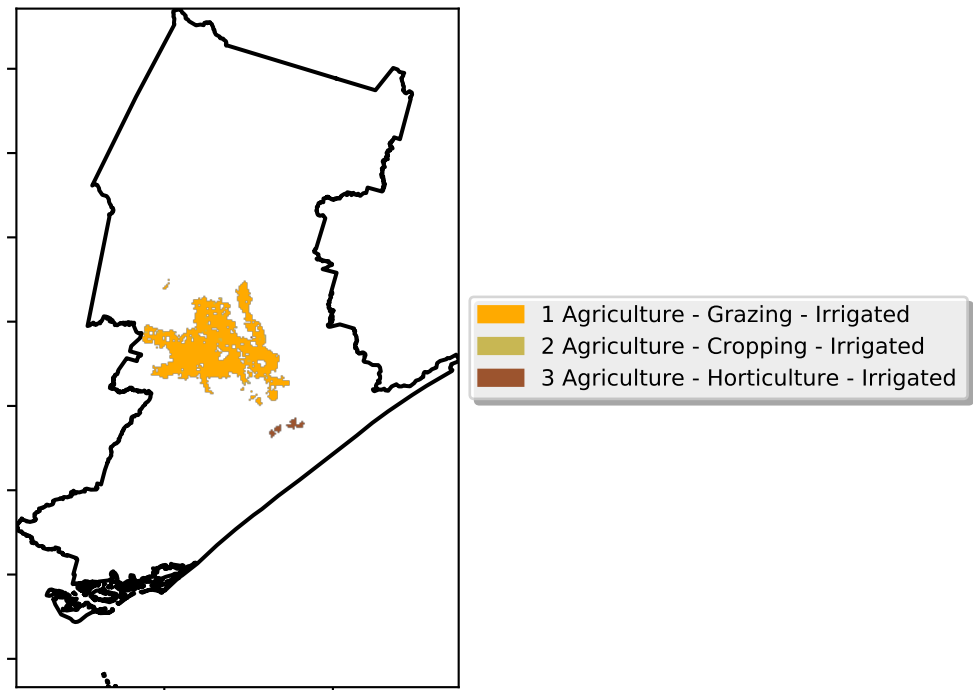 1 Agriculture - Grazing - Irrigated
2 Agriculture - Cropping - Irrigated
3 Agriculture - Horticulture - Irrigated